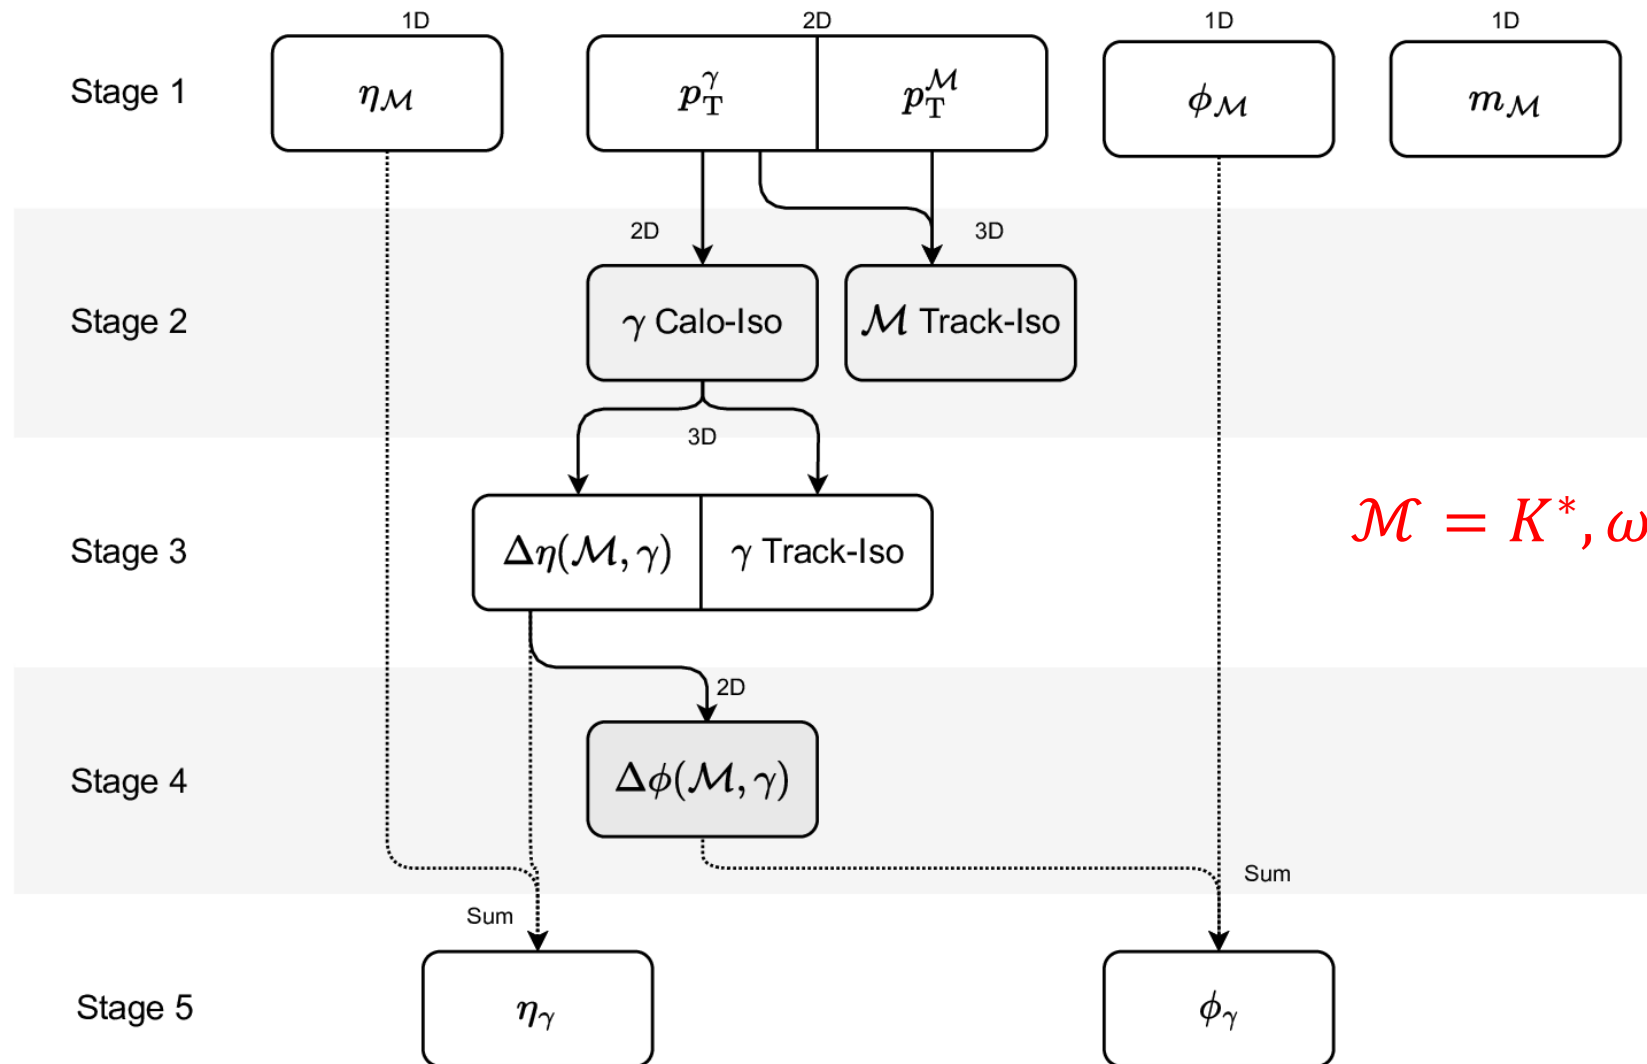 1D 2D 1D 1D
Stage 1 η_ℳ p_T^γ p_T^ℳ ϕ_ℳ m_ℳ
2D 3D
Stage 2 γ Calo-Iso ℳ Track-Iso
3D
ℳ = K*, ω
Stage 3 Δη(ℳ, γ) γ Track-Iso
2D
Stage 4 Δϕ(ℳ, γ)
Sum
Sum
Stage 5 η_γ ϕ_γ